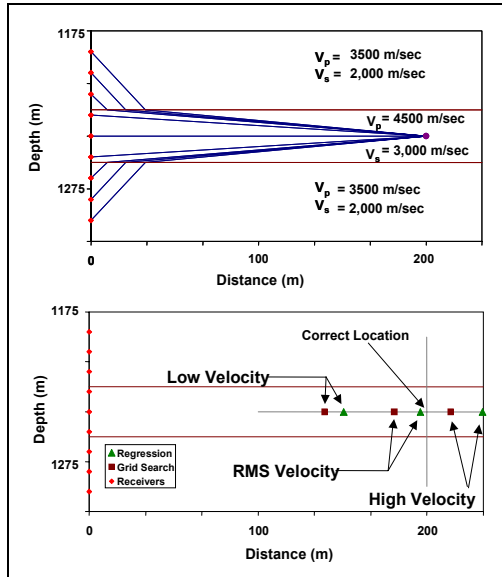 1175
V_p = 3500 m/sec
V_s = 2,000 m/sec
V_p = 4500 m/sec
V_s = 3,000 m/sec
Depth (m)
1275
V_p = 3500 m/sec
V_s = 2,000 m/sec
0
0
100
200
Distance (m)
1175
Correct Location
Low Velocity
Depth (m)
Regression
Grid Search
Receivers
RMS Velocity
High Velocity
1275
0
100
200
Distance (m)